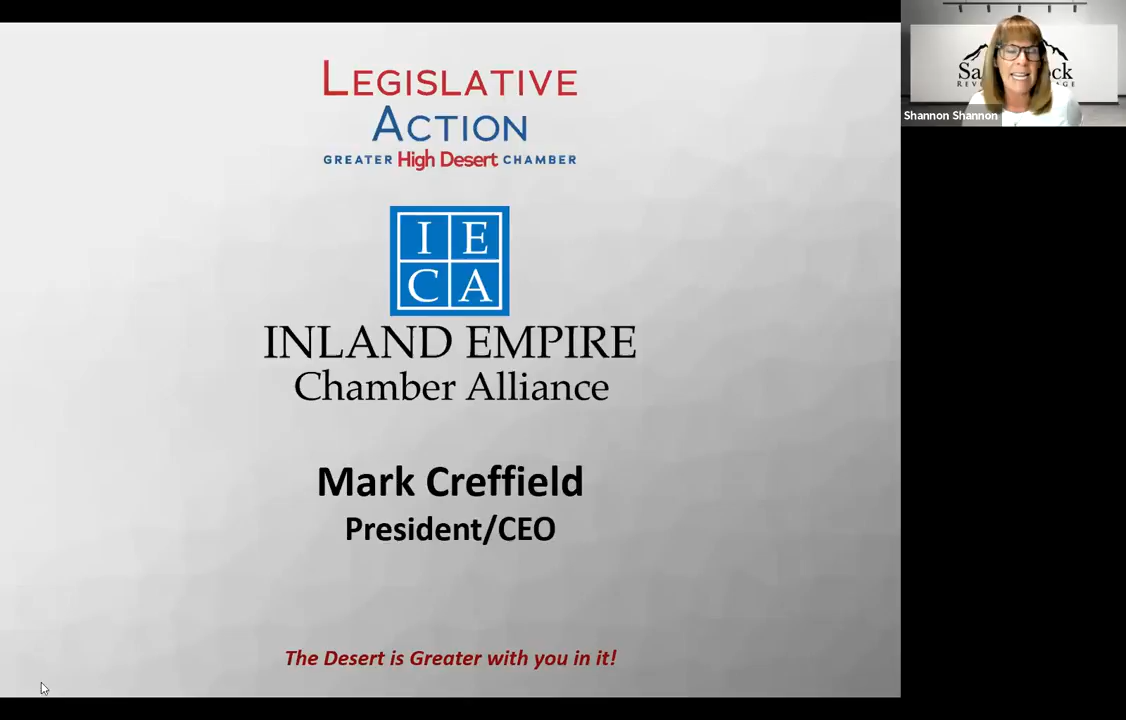 LEGISLATIVE
ACTION
GREATER High Desert CHAMBER
I E
C A
INLAND EMPIRE
Chamber Alliance
Mark Creffield
President/CEO
The Desert is Greater with you in it!
Shannon Shannon